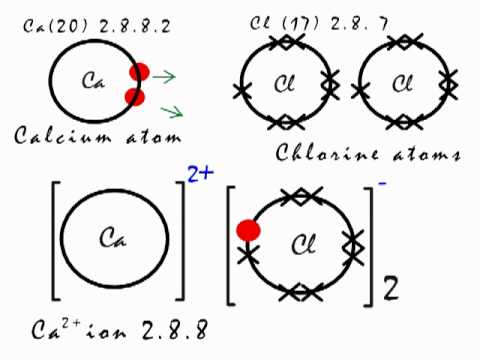 Ca(20) 2.8.8.2
Cl (17) 2.8.7
Ca
Cl
Cl
Calcium atom
Chlorine atoms
Ca
2+
Cl
-
2
Ca²⁺ ion 2.8.8